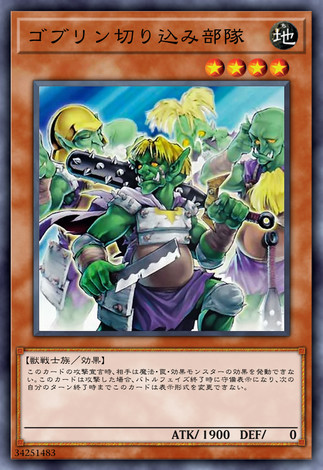 ゴブリン切り込み部隊
地
【獣戦士族／効果】
このカードの攻撃宣言時、相手は魔法・罠・効果モンスターの効果を発動できな
い。このカードは攻撃した場合、バトルフェイズ終了時に守備表示になり、次の
自分のターン終了時までこのカードは表示形式を変更できない。
ATK/ 1900 DEF/ 0
34251483